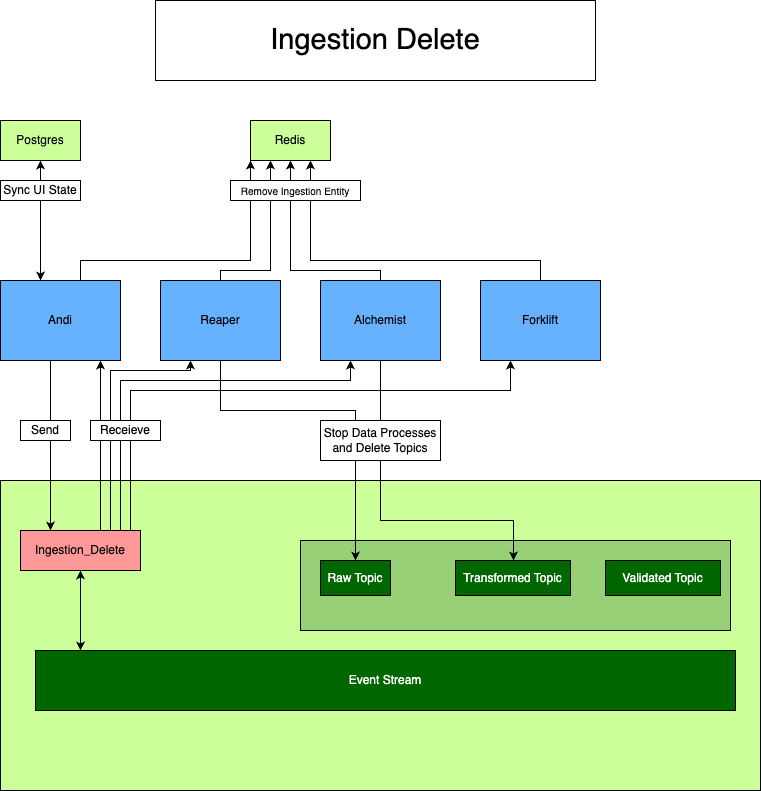 Ingestion Delete
Postgres
Redis
Sync UI State
Remove Ingestion Entity
Andi
Reaper
Alchemist
Forklift
Send
Receieve
Stop Data Processes
and Delete Topics
Ingestion_Delete
Raw Topic
Transformed Topic
Validated Topic
Event Stream